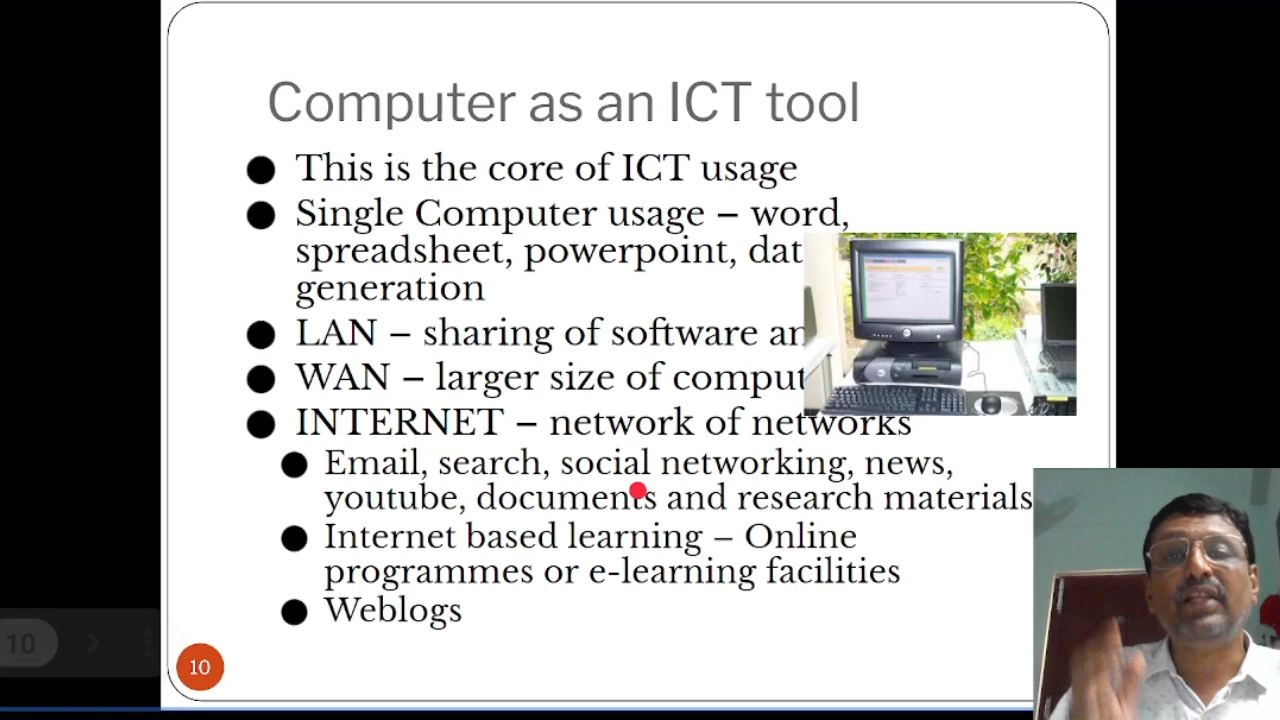 Computer as an ICT tool
● This is the core of ICT usage
● Single Computer usage – word,
spreadsheet, powerpoint, dat
generation
● LAN – sharing of software an
● WAN – larger size of comput
● INTERNET – network of networks
● Email, search, social networking, news,
youtube, documents and research materials
● Internet based learning – Online
programmes or e-learning facilities
● Weblogs
10
10